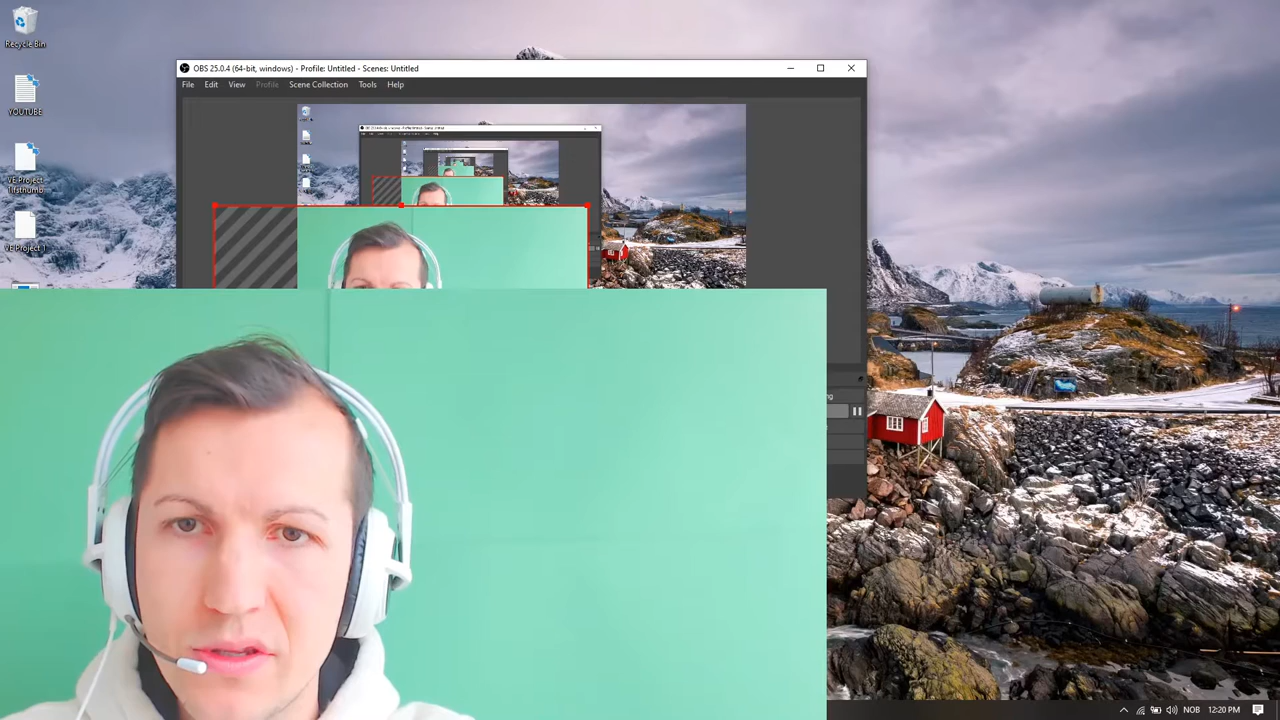 Recycle Bin
YOUTUBE
VE Project
VE Project 1
OBS 25.0.4 (64-bit, windows) - Profile: Untitled - Scenes: Untitled
File Edit View Profile Scene Collection Tools Help
NOB 12:20 PM